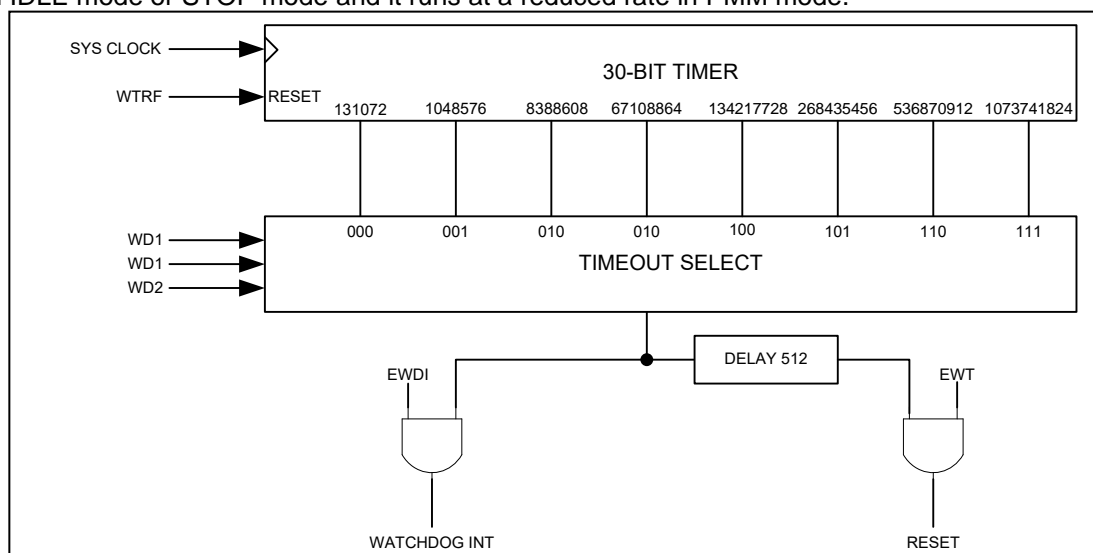 IDLE mode or STOP mode and it runs at a reduced rate in PMM mode.
SYS CLOCK
30-BIT TIMER
WTRF
RESET
131072 1048576 8388608 67108864 134217728 268435456 536870912 1073741824
000 001 010 010 100 101 110 111
WD1
TIMEOUT SELECT
WD1
WD2
DELAY 512
EWDI
EWT
WATCHDOG INT
RESET